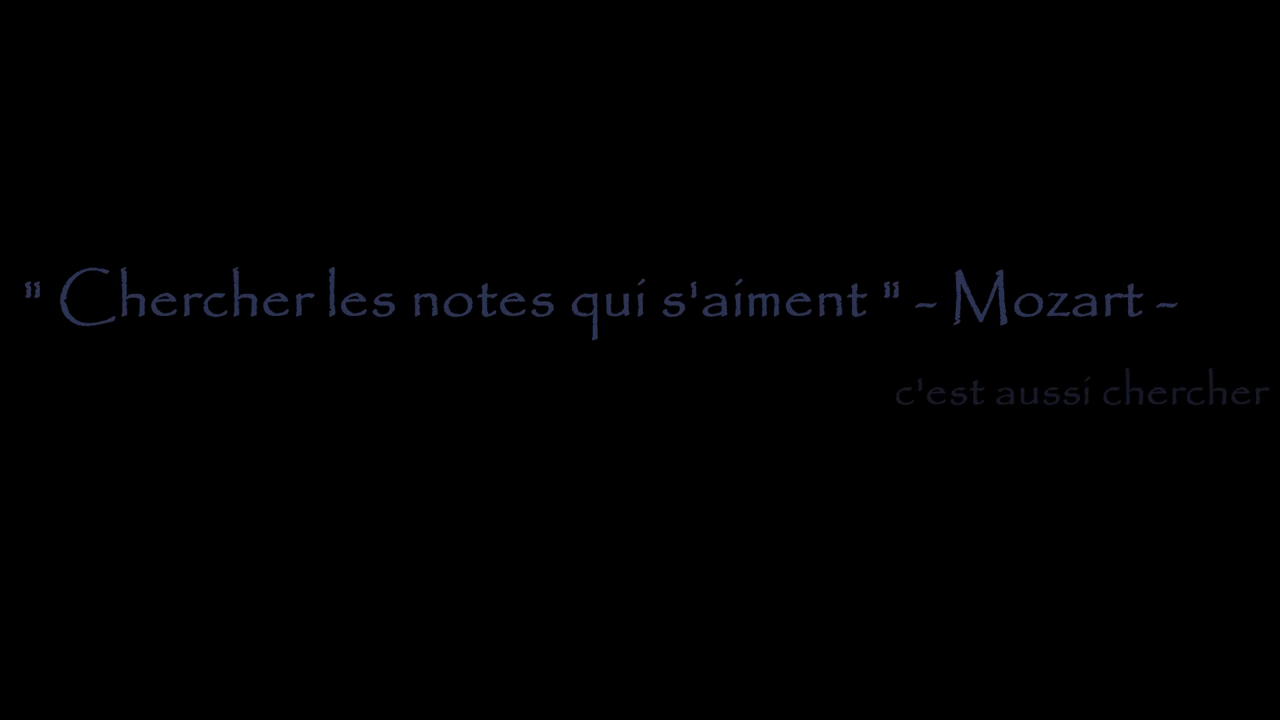 " Chercher les notes qui s'aiment " - Mozart -
c'est aussi chercher